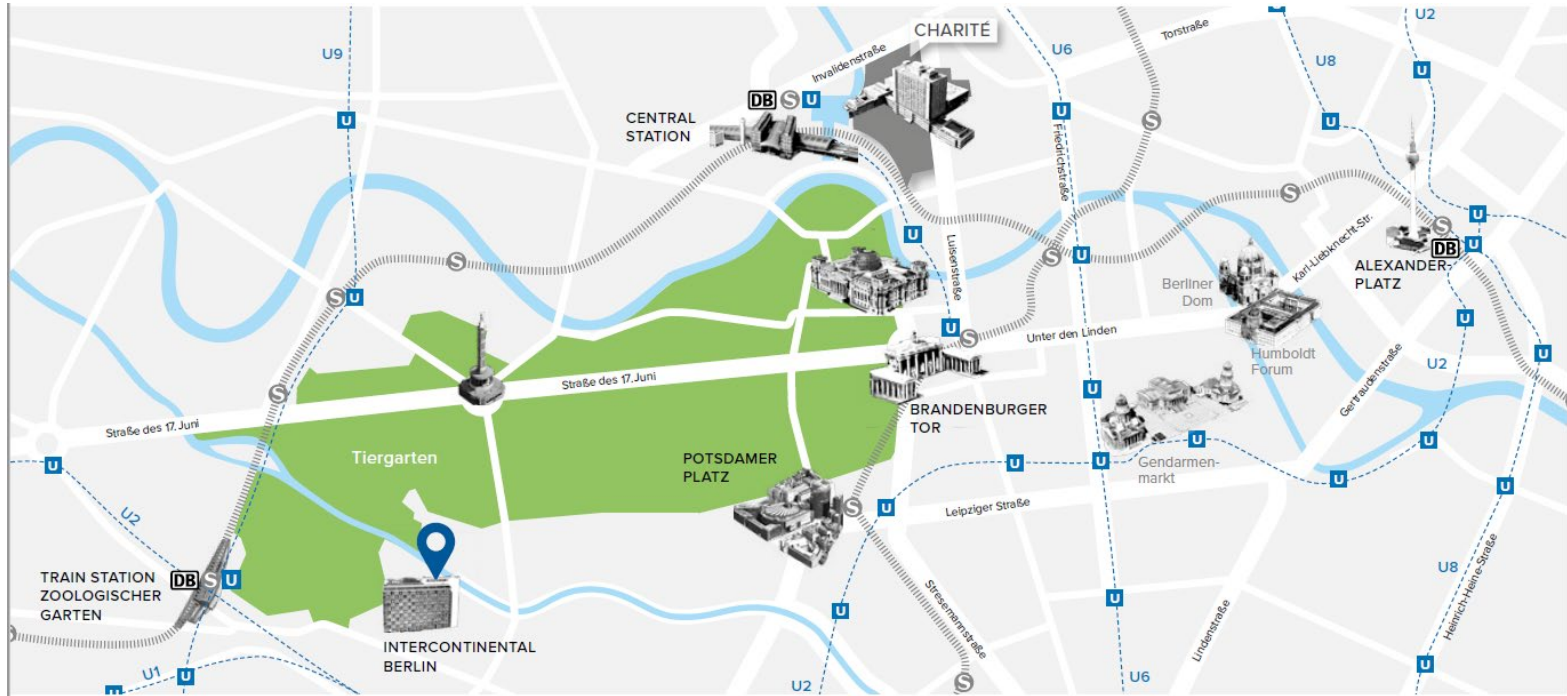 CHARITÉ
U9
U6
U2
Torstraße
U8
Invalidenstraße
DB S U
CENTRAL
STATION
U
U
U
U
S
Friedrichstraße
S
S
U
Luisenstraße
Karl-Liebknecht-Str.
S
U
U
DB
ALEXANDER-
PLATZ
S
S
U
Berliner
Dom
S
U
U
U
S
Unter den Linden
U
Humboldt
Forum
U2
Gertraudenstraße
S
U
Straße des 17. Juni
Straße des 17. Juni
BRANDENBURGER
TOR
Tiergarten
POTSDAMER
PLATZ
U
U
U
U
U
Gendarmen-
markt
U
U
S
U
Leipziger Straße
U2
TRAIN STATION
ZOOLOGISCHER
GARTEN
DB S U
INTERCONTINENTAL
BERLIN
U
U
U8
Stresemannstraße
Lindenstraße
Heinrich-Heine-Straße
S
U1
U
U
U2
S
U6
U
U